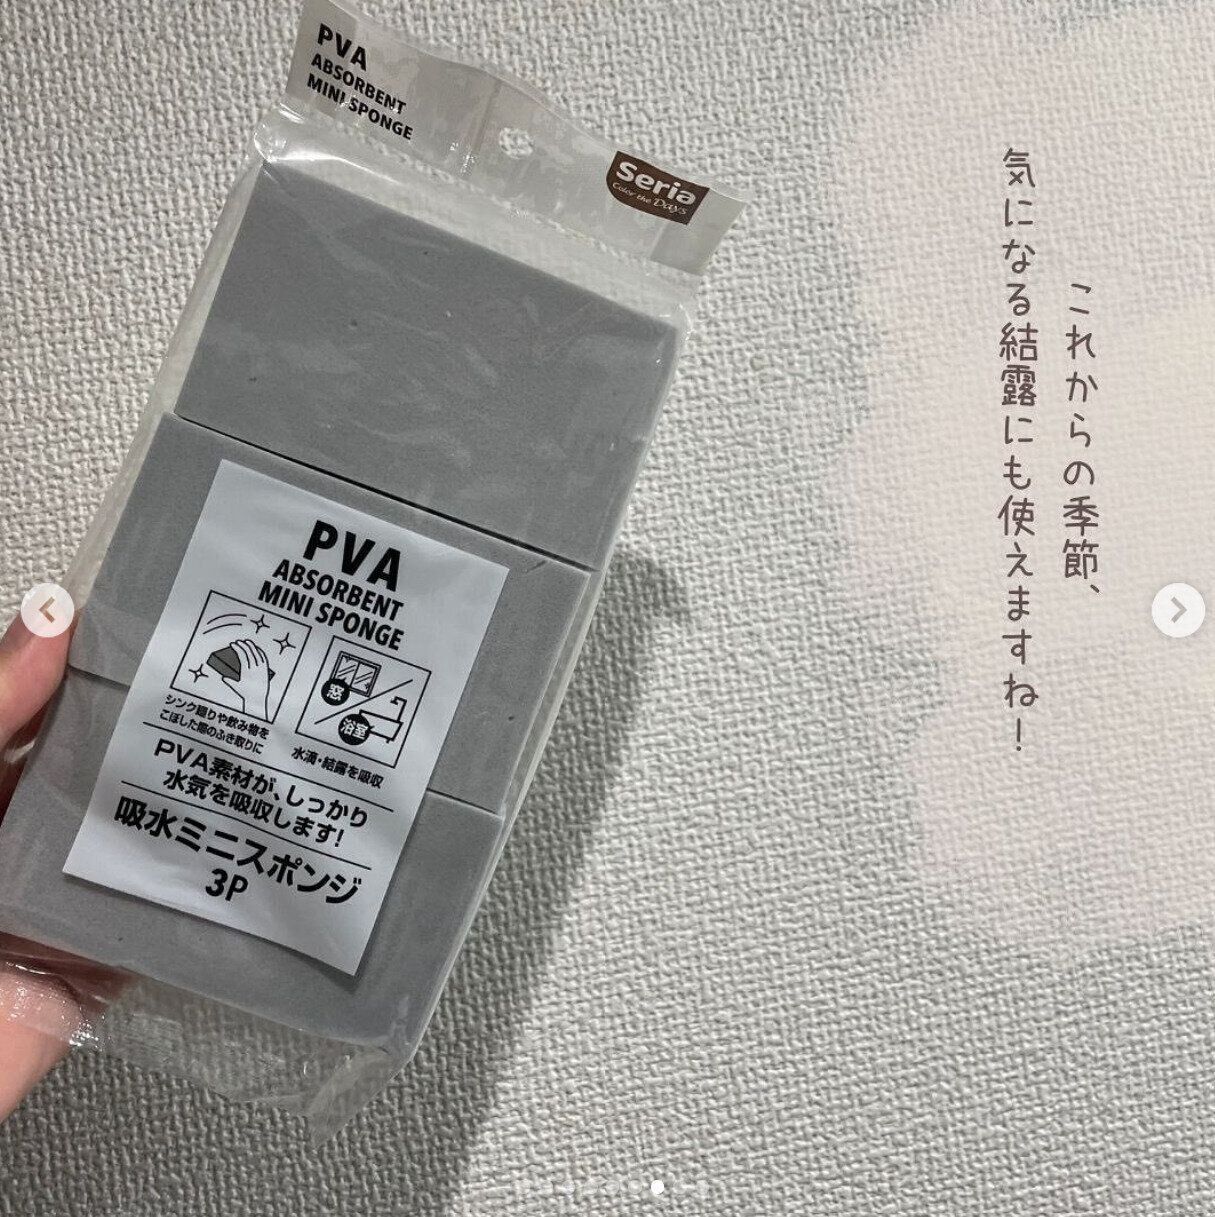 PVA
ABSORBENT
MINI SPONGE
Seria
Color the Days
これからの季節、
気になる結露にも使えますね!
PVA
ABSORBENT
MINI SPONGE
窓
浴室
シンク廻りや飲み物を
こぼした際のふき取りに
水滴・結露を吸収
PVA素材が、しっかり
水気を吸収します!
吸水ミニスポンジ
3P